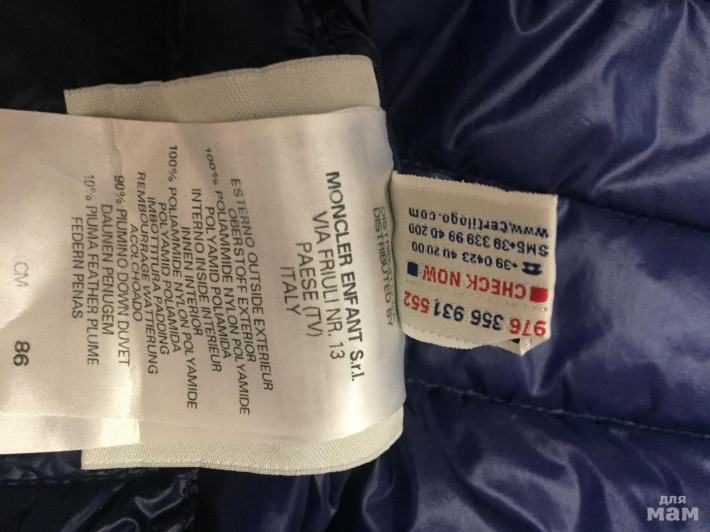 DISTRIBUTED BY
MONCLER ENFANT S.r.l.
VIA FRIULI NR. 13
PAESE (TV)
ITALY
ESTERNO OUTSIDE EXTERIEUR
OBERSTOFF EXTERIOR
100% POLIAMMIDE NYLON POLYAMIDE
POLYAMID POLIAMIDA
INTERNO INSIDE INTERIEUR
INNEN INTERIOR
100% POLIAMMIDE NYLON POLYAMIDE
POLYAMID POLIAMIDA
IMBOTTITURA PADDING
REMBOURRAGE WATTIERUNG
ACOLCHOADO
90% PIUMINO DOWN DUVET
DAUNEN PENUGEM
10% PIUMA FEATHER PLUME
FEDERN PENAS
CM
86
www.certilogo.com
SMS+39 339 99 40 200
☎ +39 0423 40 20 00
CHECK NOW
976 356 931 552
для
мам